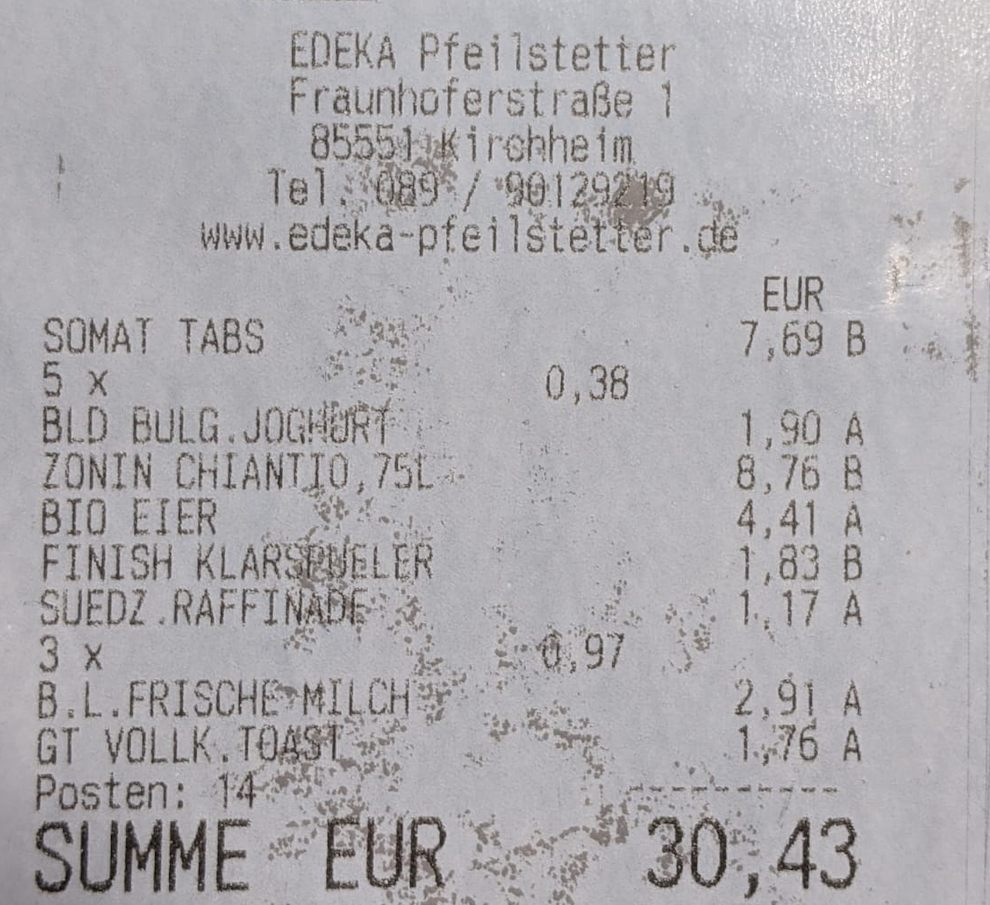 EDEKA Pfeilstetter
Fraunhoferstraße 1
85551 Kirchheim
Tel. 089 / 90129219
www.edeka-pfeilstetter.de
EUR
SOMAT TABS 7,69 B
5 x 0,38
BLD BULG.JOGHURT 1,90 A
ZONIN CHIANTI0,75L 8,76 B
BIO EIER 4,41 A
FINISH KLARSPUELER 1,83 B
SUEDZ.RAFFINADE 1,17 A
3 x 0,97
B.L.FRISCHE MILCH 2,91 A
GT VOLLK.TOAST 1,76 A
Posten: 14 ----------
SUMME EUR 30,43